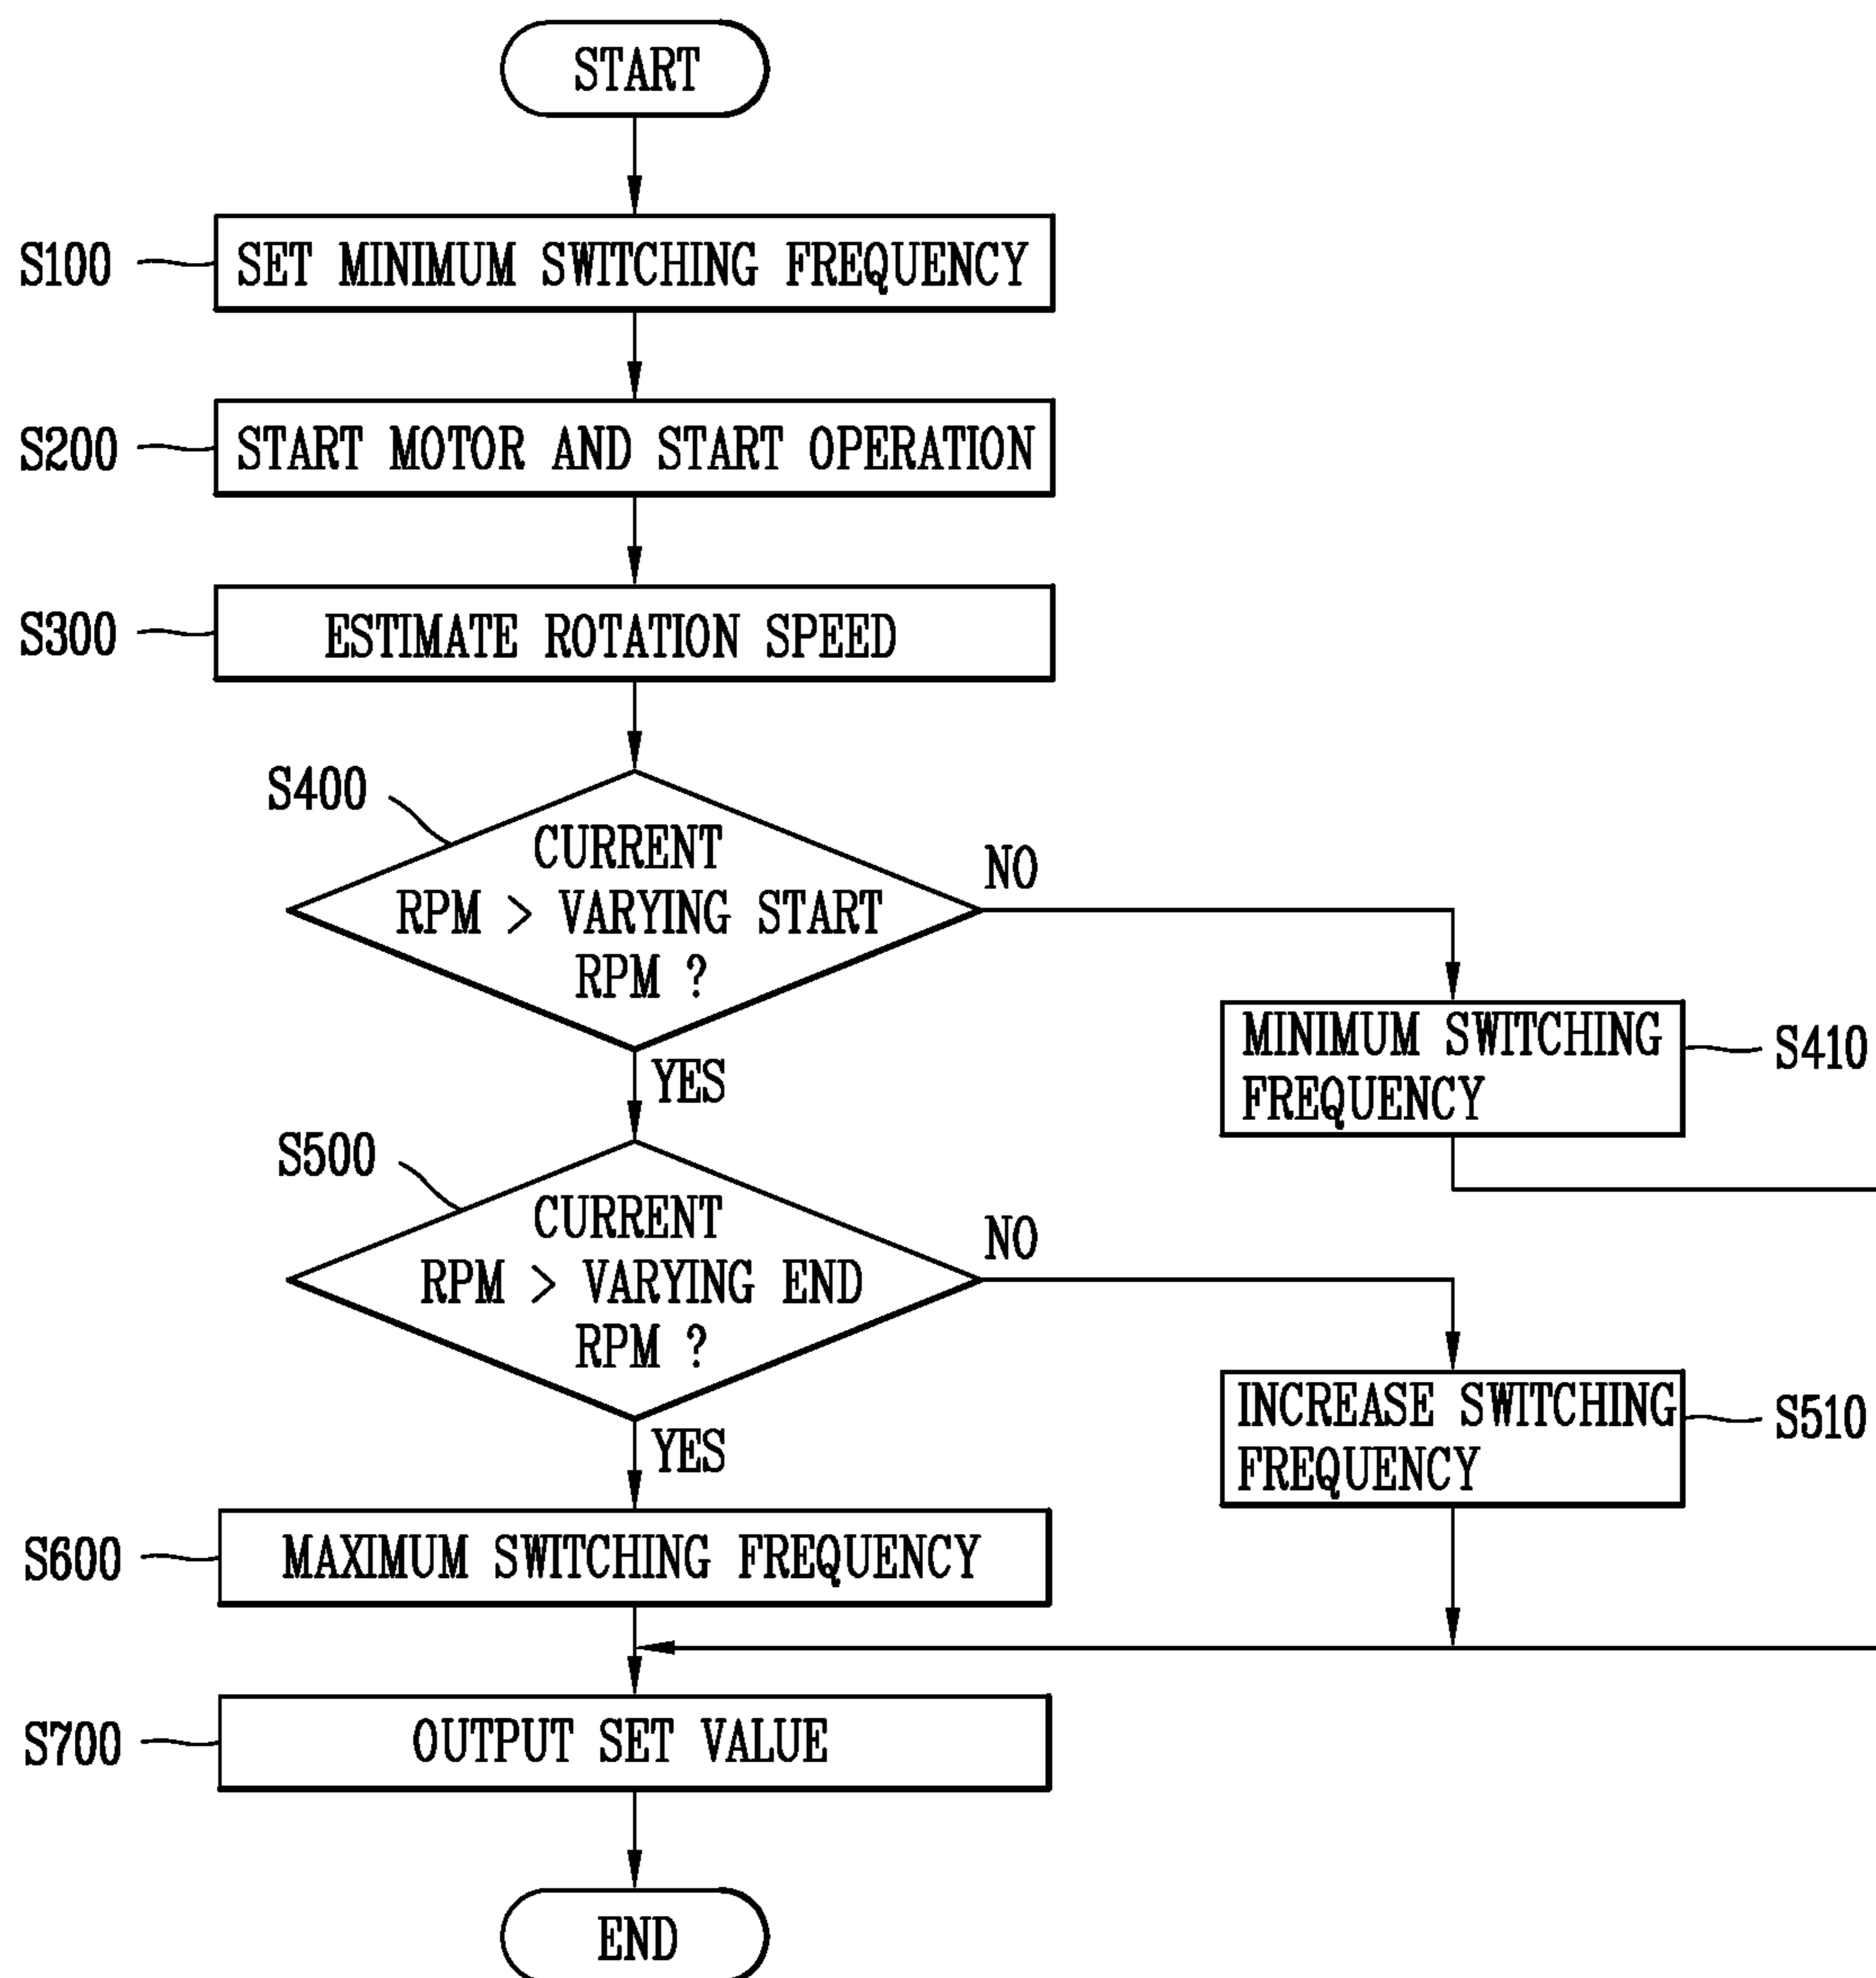 START
S100
SET MINIMUM SWITCHING FREQUENCY
S200
START MOTOR AND START OPERATION
S300
ESTIMATE ROTATION SPEED
S400
CURRENT
RPM > VARYING START
RPM ?
NO
YES
MINIMUM SWITCHING
FREQUENCY
S410
S500
CURRENT
RPM > VARYING END
RPM ?
NO
YES
INCREASE SWITCHING
FREQUENCY
S510
S600
MAXIMUM SWITCHING FREQUENCY
S700
OUTPUT SET VALUE
END